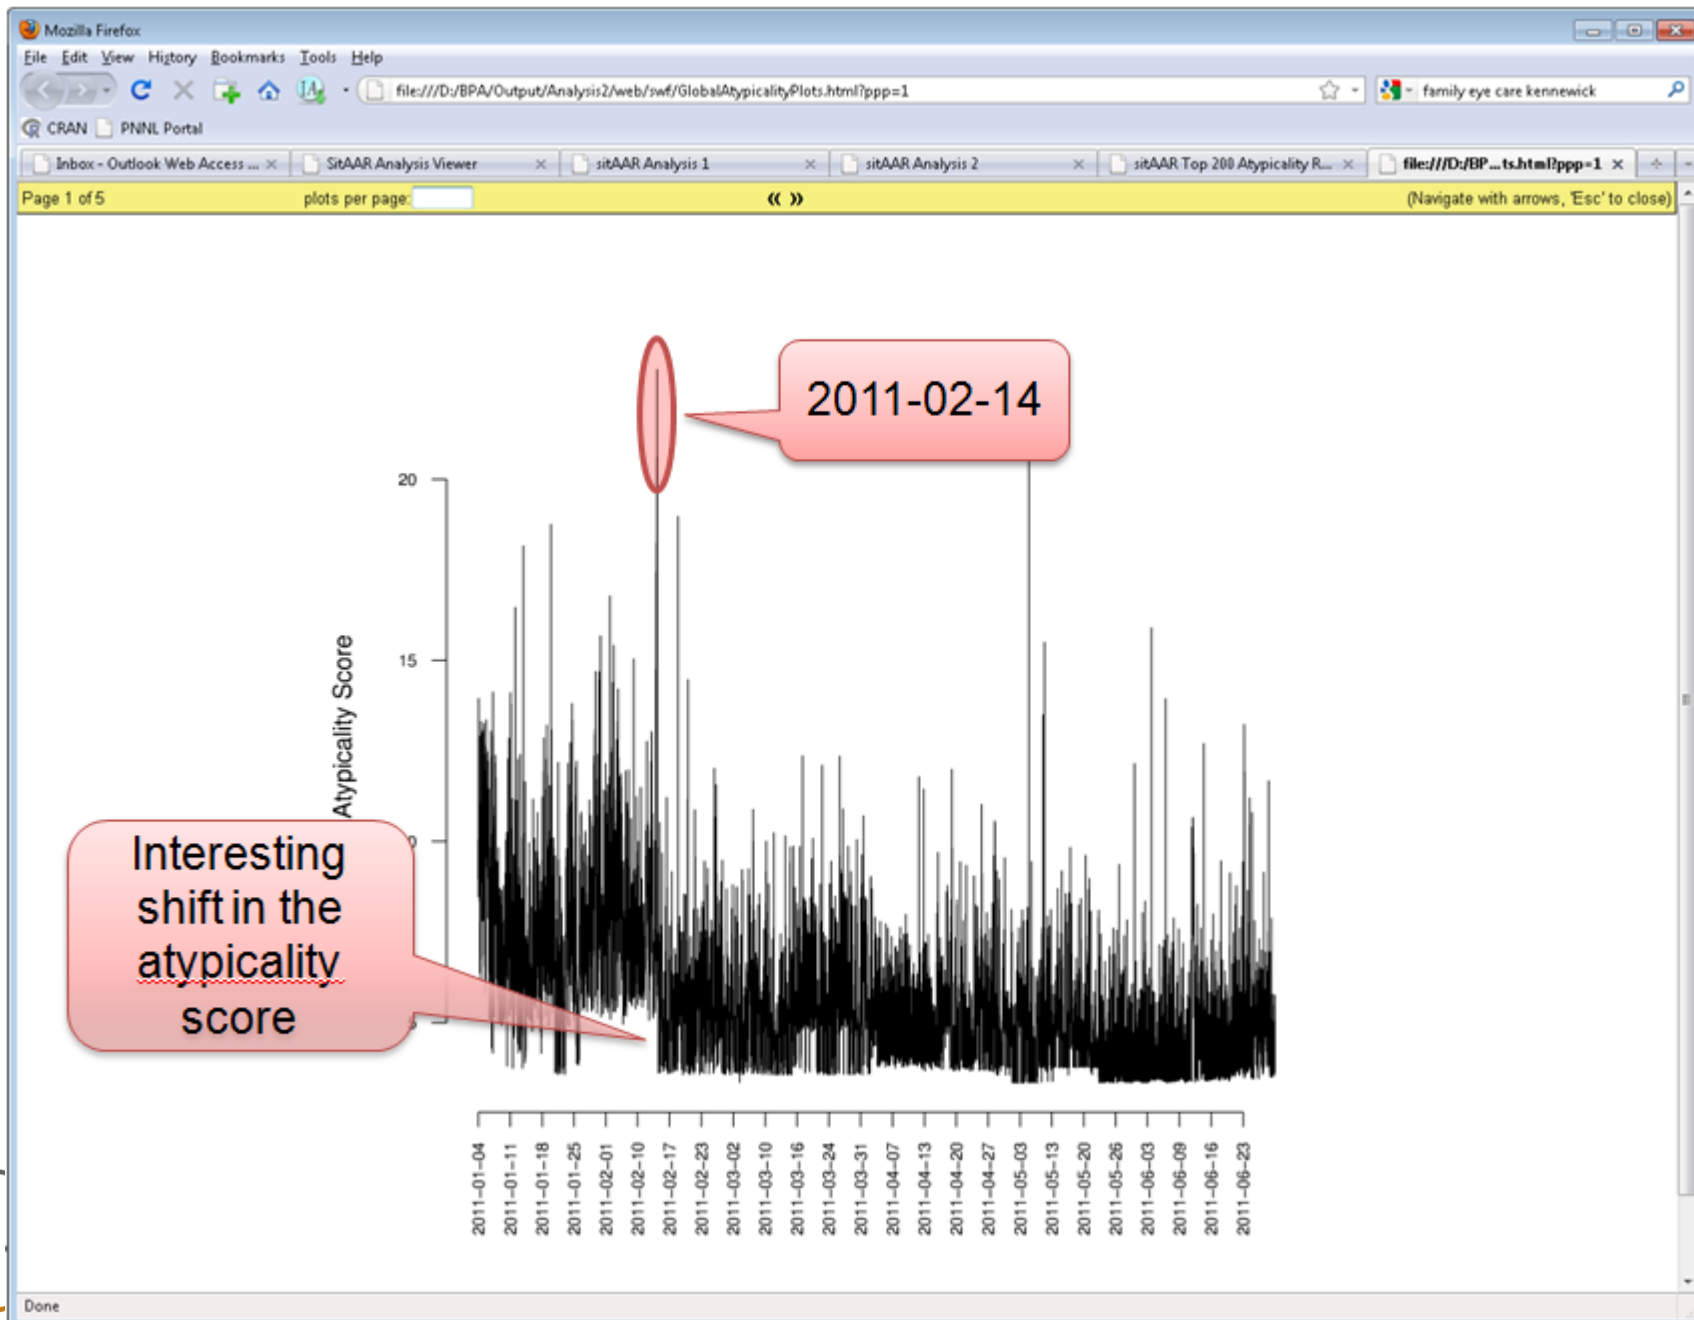 Mozilla Firefox
File Edit View History Bookmarks Tools Help
file:///D:/BPA/Output/Analysis2/web/swf/GlobalAtypicalityPlots.html?ppp=1
family eye care kennewick
CRAN PNNL Portal
Inbox - Outlook Web Access ... SitAAR Analysis Viewer sitAAR Analysis 1 sitAAR Analysis 2 sitAAR Top 200 Atypicality R... file:///D:/BP...ts.html?ppp=1
Page 1 of 5 plots per page: « » (Navigate with arrows, 'Esc' to close)
2011-02-14
20
15
Atypicality Score
Interesting
shift in the
atypicality
score
2011-01-04
2011-01-11
2011-01-18
2011-01-25
2011-02-01
2011-02-10
2011-02-17
2011-02-23
2011-03-02
2011-03-10
2011-03-16
2011-03-24
2011-03-31
2011-04-07
2011-04-13
2011-04-20
2011-04-27
2011-05-03
2011-05-13
2011-05-20
2011-05-26
2011-06-03
2011-06-09
2011-06-16
2011-06-23
Done